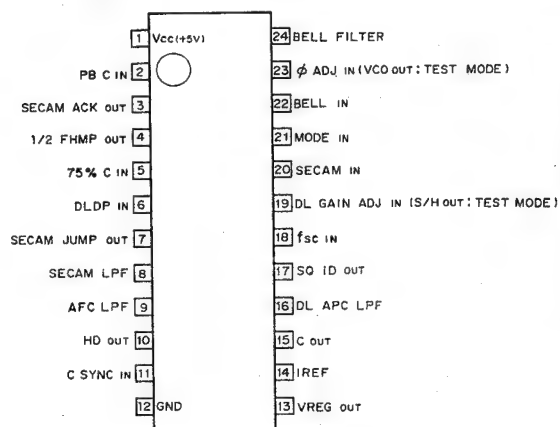 1 Vcc(+5V)
PB C IN 2
SECAM ACK OUT 3
1/2 FHMP OUT 4
75% C IN 5
DLDP IN 6
SECAM JUMP OUT 7
SECAM LPF 8
AFC LPF 9
HD OUT 10
C SYNC IN 11
12 GND
24 BELL FILTER
23 ϕ ADJ IN (VCO OUT: TEST MODE)
22 BELL IN
21 MODE IN
20 SECAM IN
19 DL GAIN ADJ IN (S/H OUT: TEST MODE)
18 fsc IN
17 SQ ID OUT
16 DL APC LPF
15 C OUT
14 IREF
13 VREG OUT